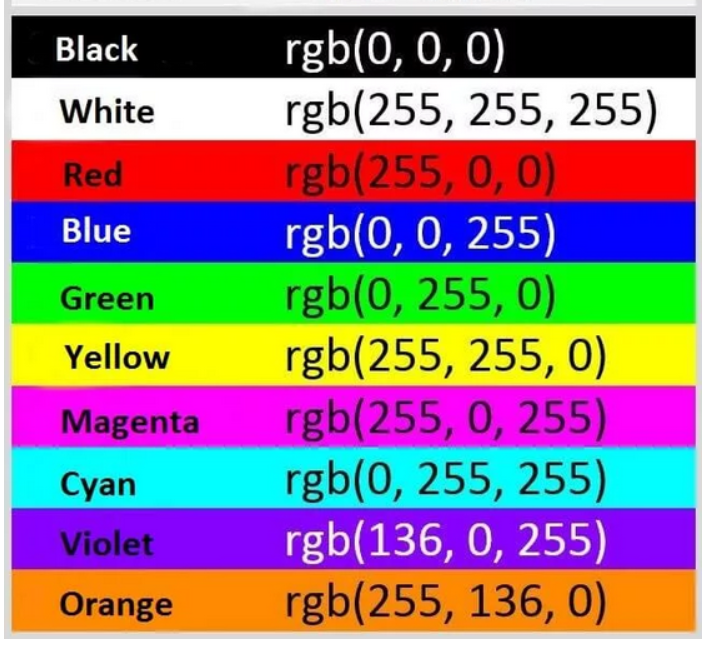 Black rgb(0, 0, 0)
White rgb(255, 255, 255)
Red rgb(255, 0, 0)
Blue rgb(0, 0, 255)
Green rgb(0, 255, 0)
Yellow rgb(255, 255, 0)
Magenta rgb(255, 0, 255)
Cyan rgb(0, 255, 255)
Violet rgb(136, 0, 255)
Orange rgb(255, 136, 0)